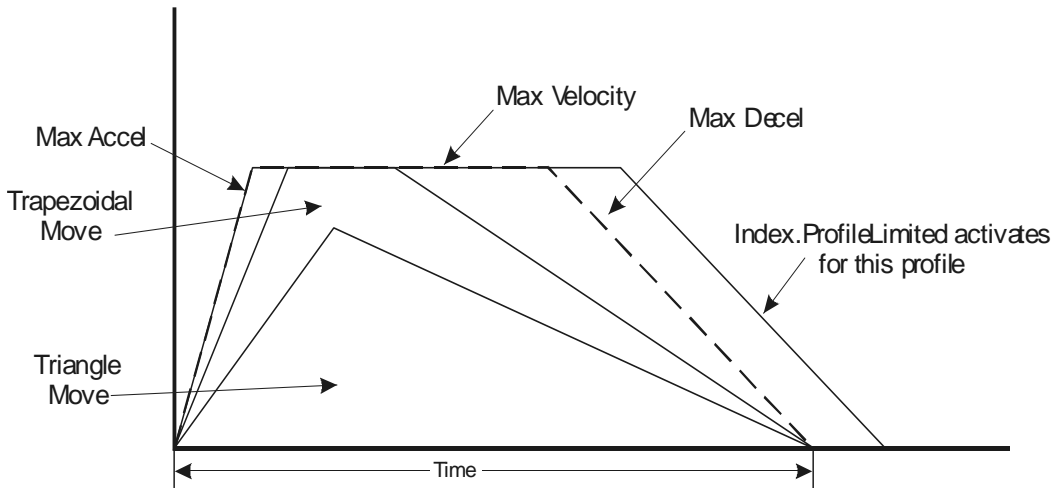 Max Velocity
Max Decel
Max Accel
Trapezoidal
Move
Index.ProfileLimited activates
for this profile
Triangle
Move
Time